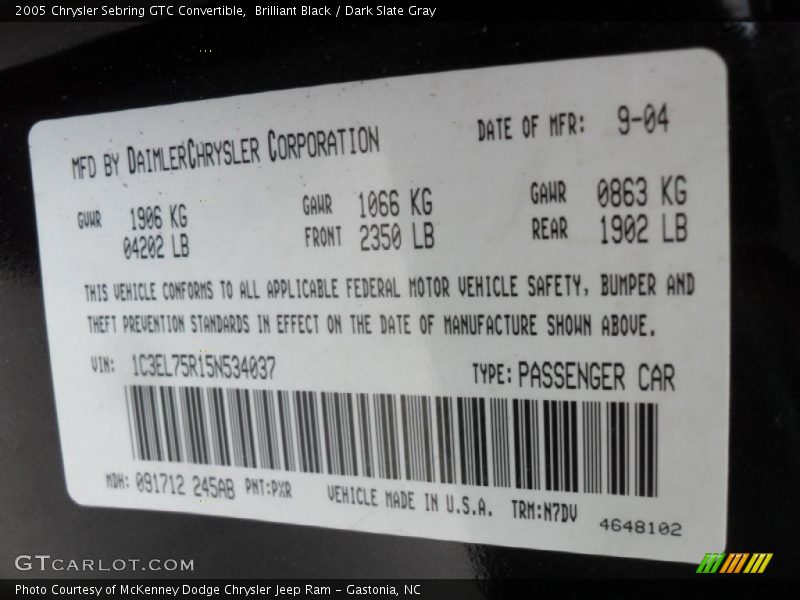 2005 Chrysler Sebring GTC Convertible, Brilliant Black / Dark Slate Gray
MFD BY DAIMLERCHRYSLER CORPORATION DATE OF MFR: 9-04
GVWR 1906 KG GAWR 1066 KG GAWR 0863 KG
04202 LB FRONT 2350 LB REAR 1902 LB
THIS VEHICLE CONFORMS TO ALL APPLICABLE FEDERAL MOTOR VEHICLE SAFETY, BUMPER AND
THEFT PREVENTION STANDARDS IN EFFECT ON THE DATE OF MANUFACTURE SHOWN ABOVE.
VIN: 1C3EL75R15N534037 TYPE: PASSENGER CAR
MDH: 091712 245AB PNT:PXR VEHICLE MADE IN U.S.A. TRM:N7DV 4648102
GTCARLOT.COM
Photo Courtesy of McKenney Dodge Chrysler Jeep Ram - Gastonia, NC